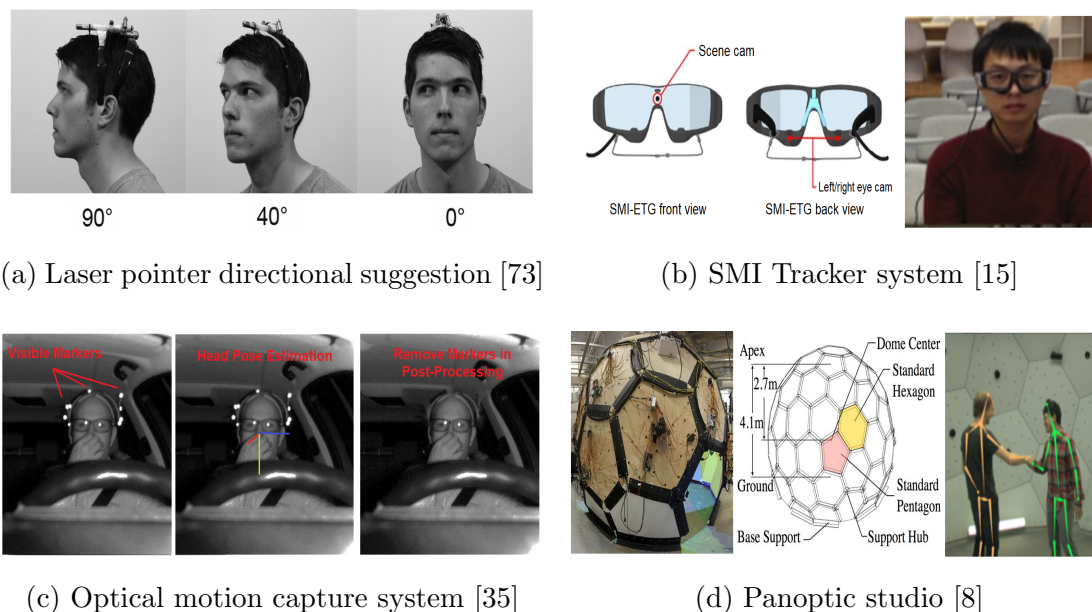 90°
40°
0°
Scene cam
Left/right eye cam
SMI-ETG front view
SMI-ETG back view
(a) Laser pointer directional suggestion [73]
(b) SMI Tracker system [15]
Visible Markers
Head Pose Estimation
Remove Markers in
Post-Processing
Apex
2.7m
4.1m
Ground
Base Support
Dome Center
Standard
Hexagon
Standard
Pentagon
Support Hub
(c) Optical motion capture system [35]
(d) Panoptic studio [8]